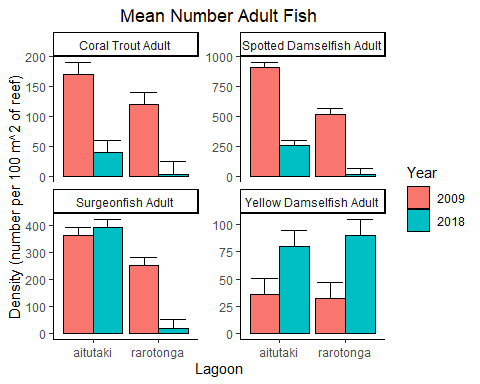 Mean Number Adult Fish
Coral Trout Adult
Spotted Damselfish Adult
200
150
100
50
0
1000
750
500
250
0
Surgeonfish Adult
Yellow Damselfish Adult
400
300
200
100
0
100
75
50
25
0
aitutaki rarotonga
aitutaki rarotonga
Lagoon
Density (number per 100 m^2 of reef)
Year
2009
2018